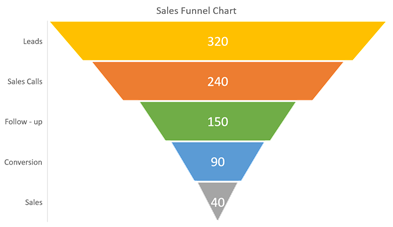 Sales Funnel Chart
Leads
320
Sales Calls
240
Follow - up
150
Conversion
90
Sales
40